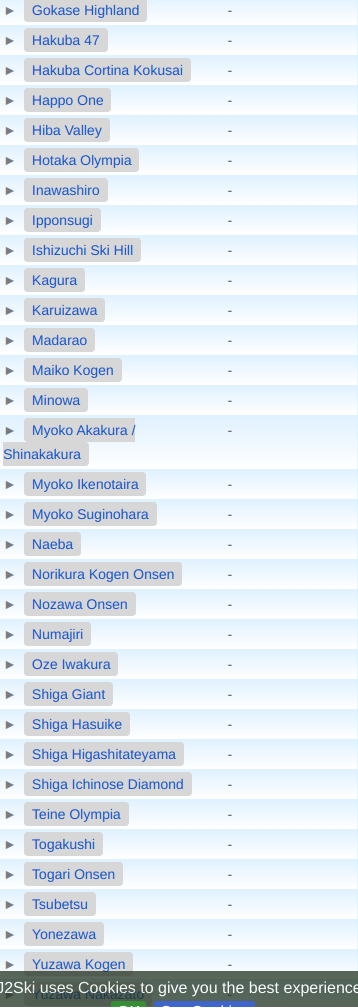 ► Gokase Highland -
► Hakuba 47 -
► Hakuba Cortina Kokusai -
► Happo One -
► Hiba Valley -
► Hotaka Olympia -
► Inawashiro -
► Ipponsugi -
► Ishizuchi Ski Hill -
► Kagura -
► Karuizawa -
► Madarao -
► Maiko Kogen -
► Minowa -
► Myoko Akakura / -
Shinakakura
► Myoko Ikenotaira -
► Myoko Suginohara -
► Naeba -
► Norikura Kogen Onsen -
► Nozawa Onsen -
► Numajiri -
► Oze Iwakura -
► Shiga Giant -
► Shiga Hasuike -
► Shiga Higashitateyama -
► Shiga Ichinose Diamond -
► Teine Olympia -
► Togakushi -
► Togari Onsen -
► Tsubetsu -
► Yonezawa -
► Yuzawa Kogen -
J2Ski uses Cookies to give you the best experience
► Yuzawa Nakazato -